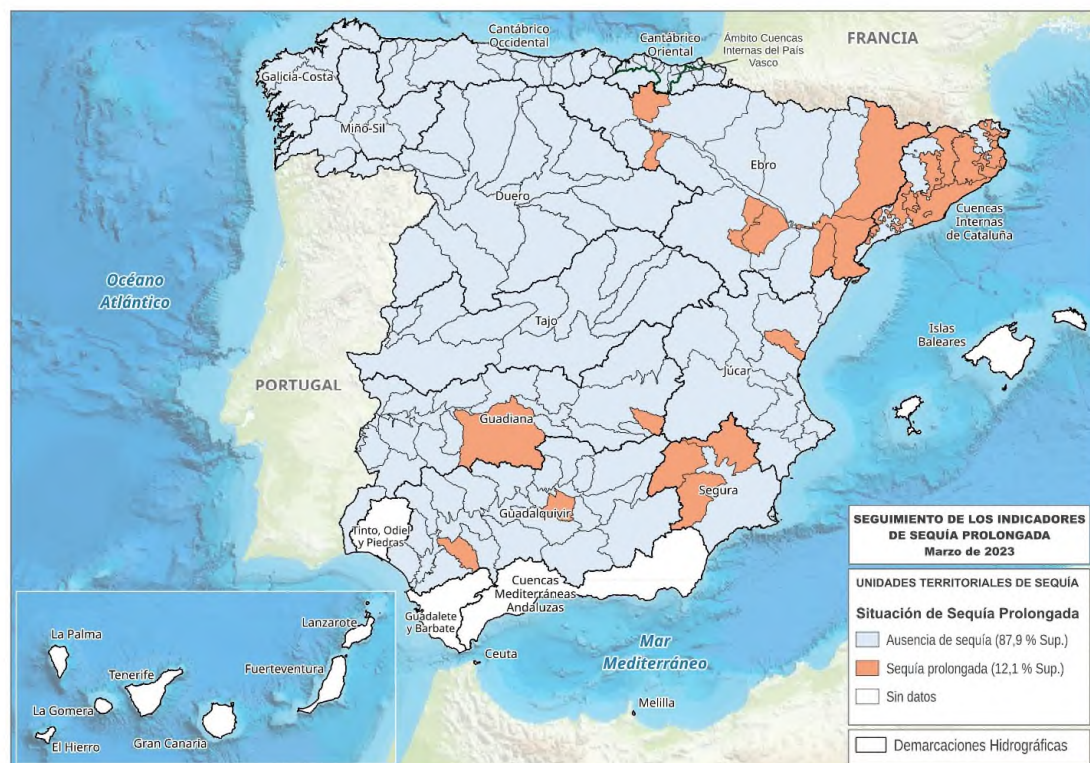 Cantábrico
Occidental
Cantábrico
Oriental
Ámbito Cuencas
Internas del País
Vasco
FRANCIA
Galicia-Costa
Miño-Sil
Ebro
Duero
Cuencas
Internas
de Cataluña
Océano
Atlántico
Tajo
Islas
Baleares
PORTUGAL
Júcar
Guadiana
Segura
Guadalquivir
Tinto, Odiel
y Piedras
Cuencas
Mediterráneas
Andaluzas
Guadalete
y Barbate
Mar
Mediterráneo
Ceuta
Melilla
La Palma
Lanzarote
Tenerife
Fuerteventura
La Gomera
El Hierro
Gran Canaria
SEGUIMIENTO DE LOS INDICADORES
DE SEQUÍA PROLONGADA
Marzo de 2023
UNIDADES TERRITORIALES DE SEQUÍA
Situación de Sequía Prolongada
Ausencia de sequía (87,9 % Sup.)
Sequía prolongada (12,1 % Sup.)
Sin datos
Demarcaciones Hidrográficas